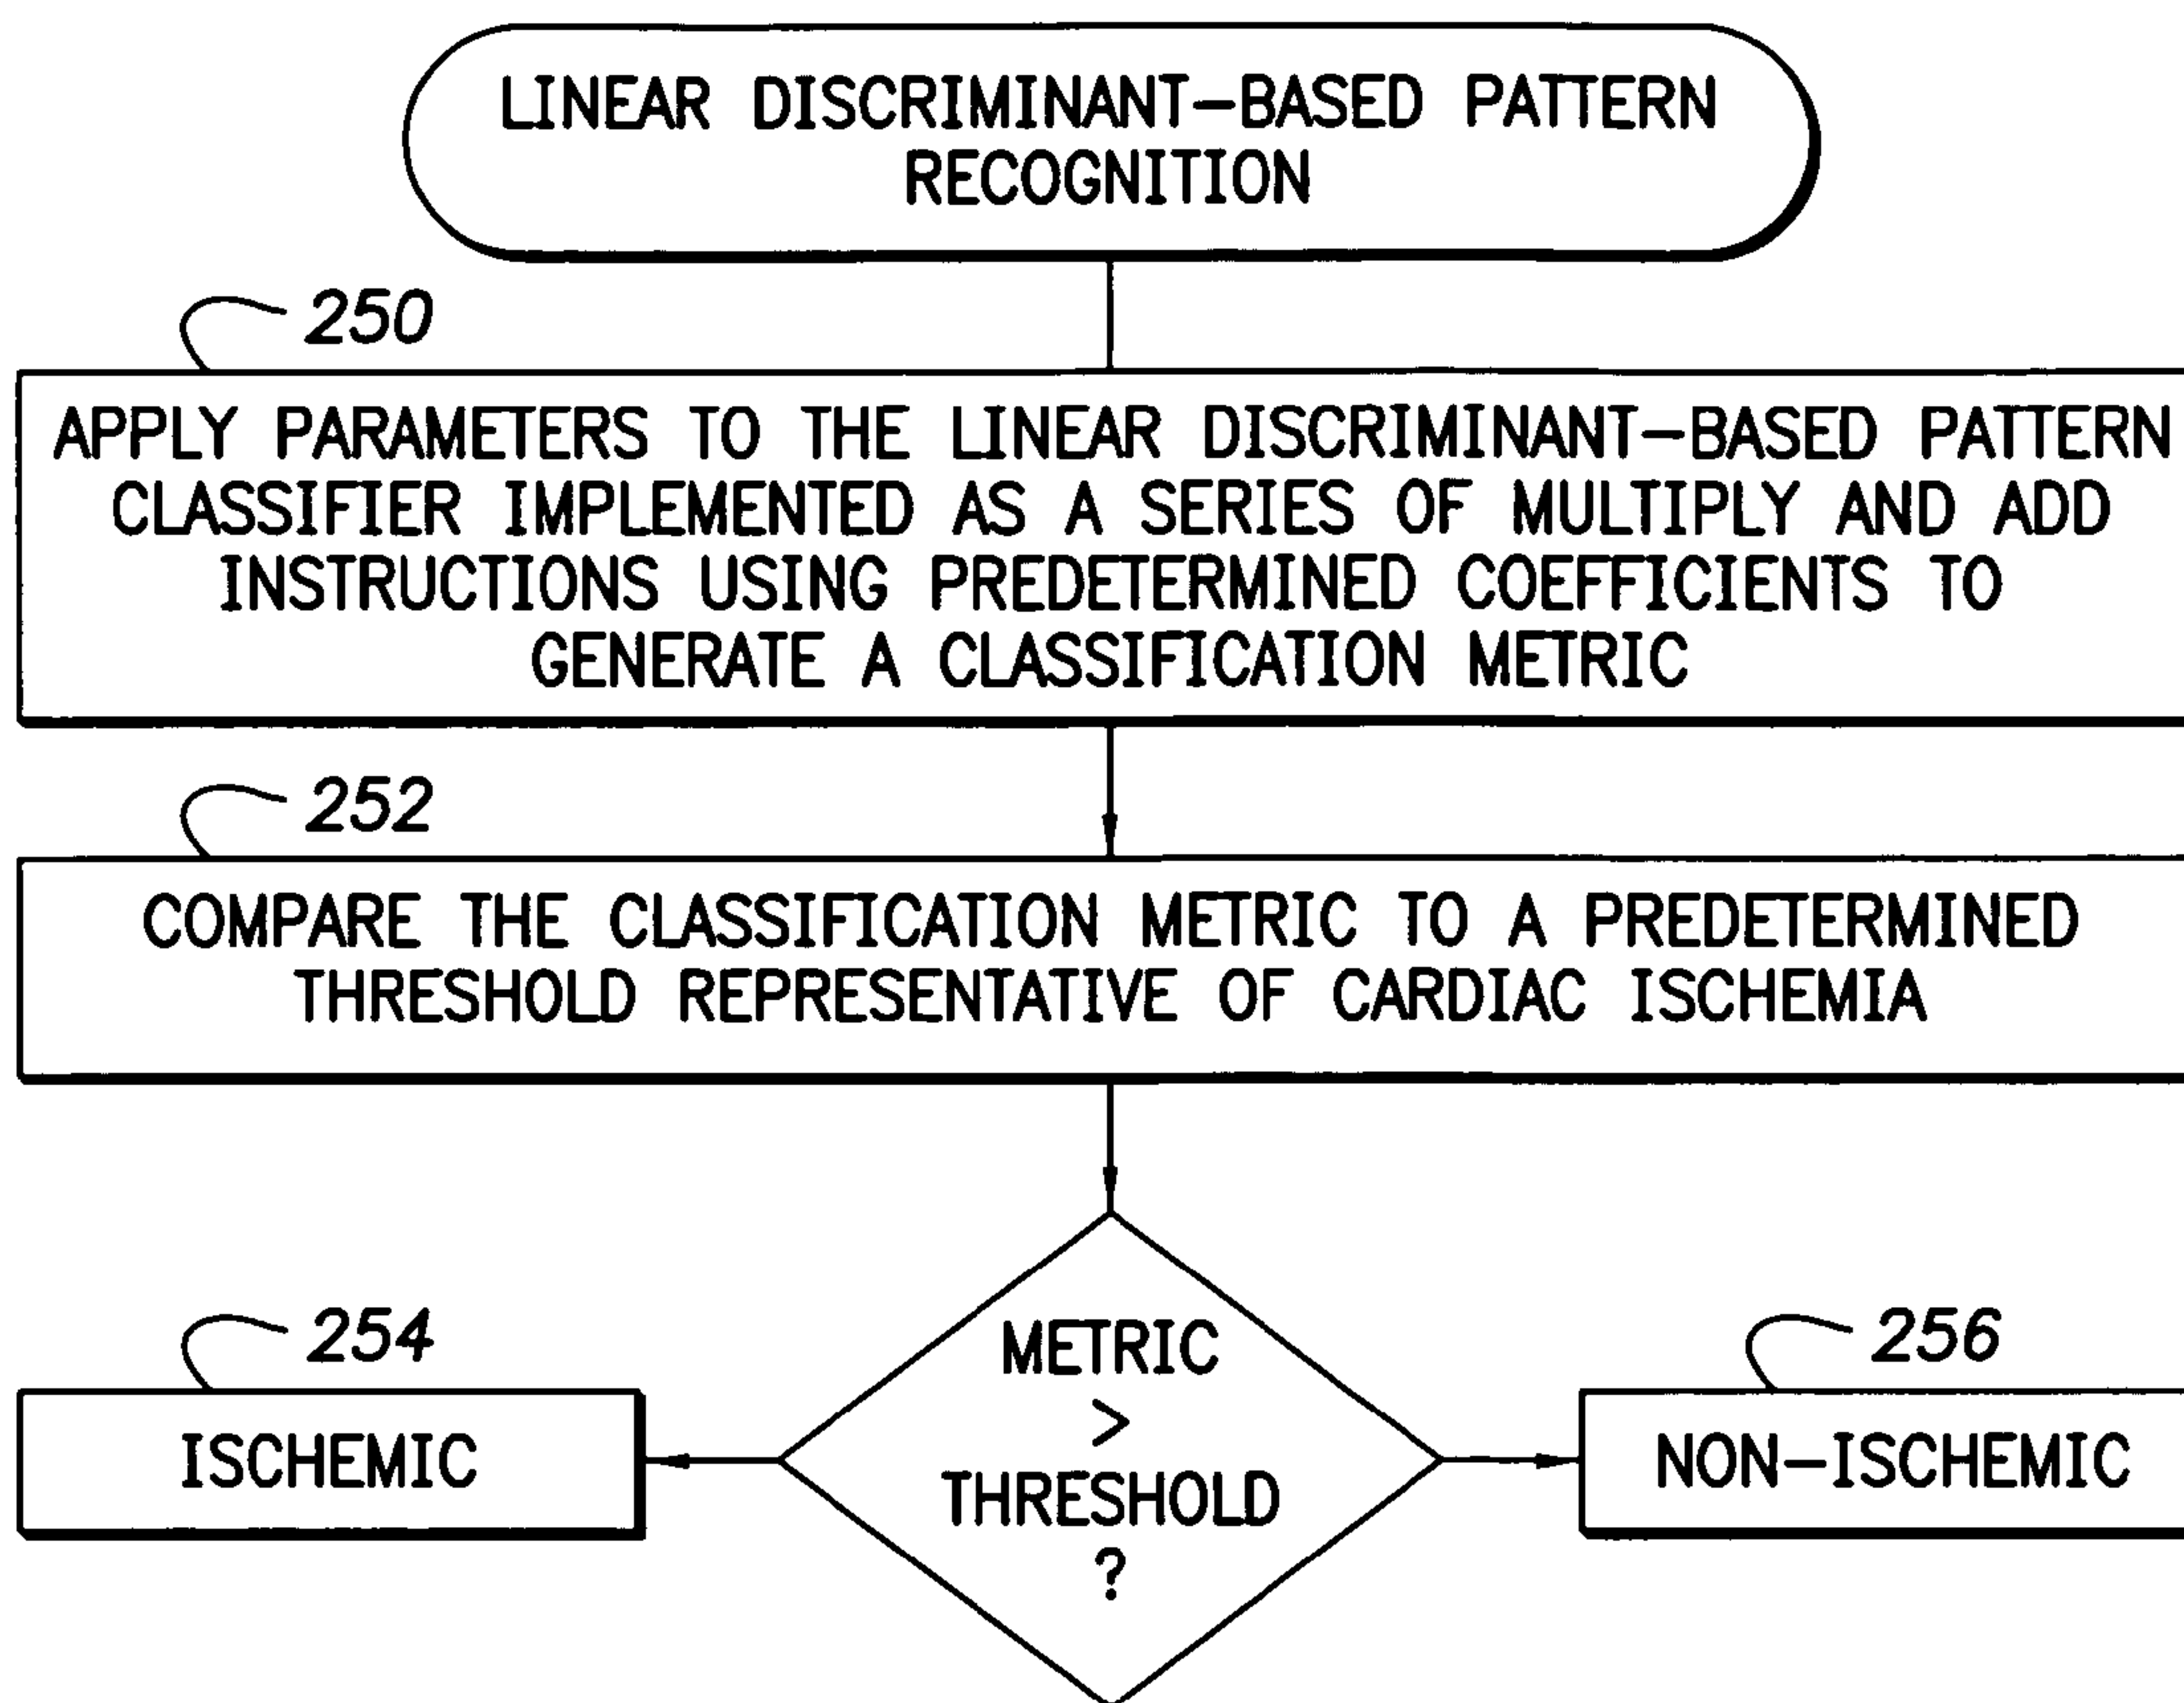 LINEAR DISCRIMINANT-BASED PATTERN
RECOGNITION
250
APPLY PARAMETERS TO THE LINEAR DISCRIMINANT-BASED PATTERN
CLASSIFIER IMPLEMENTED AS A SERIES OF MULTIPLY AND ADD
INSTRUCTIONS USING PREDETERMINED COEFFICIENTS TO
GENERATE A CLASSIFICATION METRIC
252
COMPARE THE CLASSIFICATION METRIC TO A PREDETERMINED
THRESHOLD REPRESENTATIVE OF CARDIAC ISCHEMIA
254
ISCHEMIC
METRIC
>
THRESHOLD
?
256
NON-ISCHEMIC